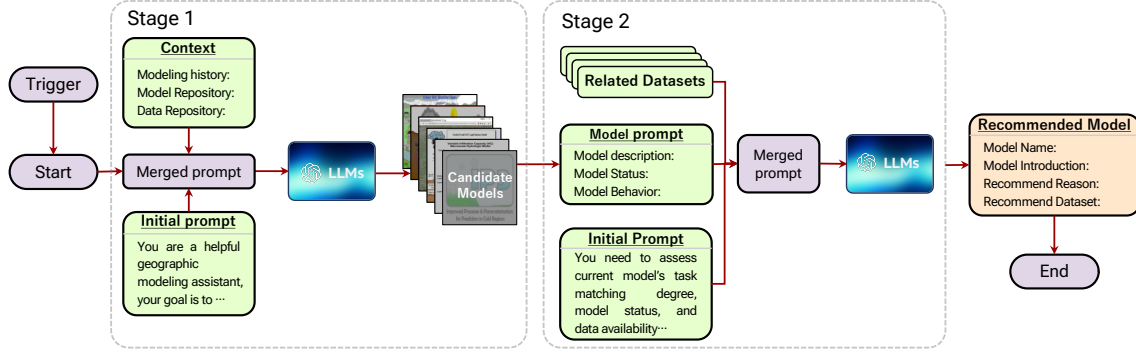 Stage 1
Context
Modeling history:
Model Repository:
Data Repository:
Trigger
Start
Merged prompt
LLMs
Initial prompt
You are a helpful
geographic
modeling assistant,
your goal is to ···
Candidate
Models
Stage 2
Related Datasets
Model prompt
Model description:
Model Status:
Model Behavior:
Initial Prompt
You need to assess
current model's task
matching degree,
model status, and
data availability···
Merged
prompt
LLMs
Recommended Model
Model Name:
Model Introduction:
Recommend Reason:
Recommend Dataset:
End